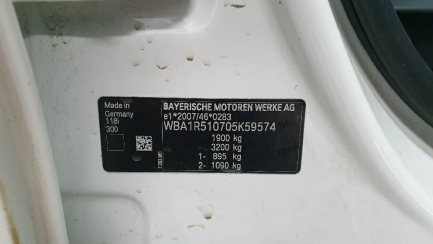 Made in
Germany
118i
300
BAYERISCHE MOTOREN WERKE AG
e1*2007/46*0283
WBA1R510705K59574
1900 kg
3200 kg
1- 895 kg
2- 1090 kg